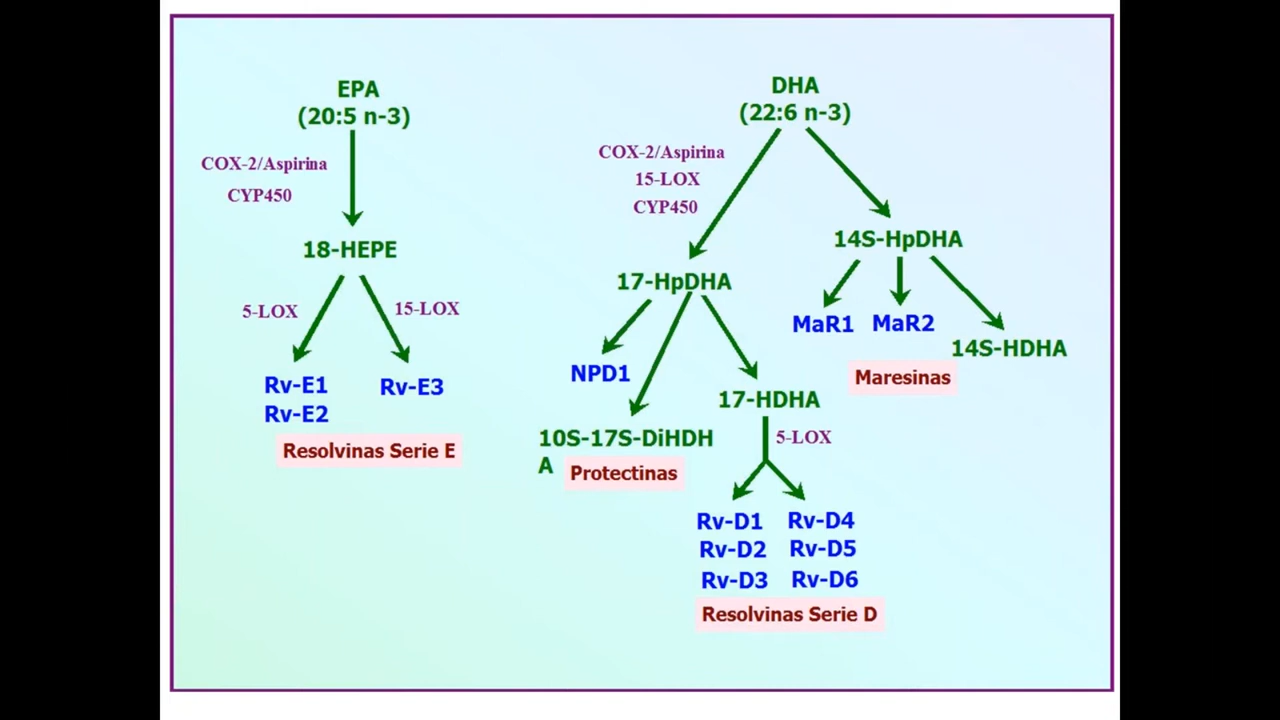 EPA
(20:5 n-3)
COX-2/Aspirina
CYP450
18-HEPE
5-LOX
15-LOX
Rv-E1
Rv-E2
Rv-E3
Resolvinas Serie E
DHA
(22:6 n-3)
COX-2/Aspirina
15-LOX
CYP450
17-HpDHA
NPD1
10S-17S-DiHDH
A
Protectinas
17-HDHA
5-LOX
Rv-D1
Rv-D2
Rv-D3
Rv-D4
Rv-D5
Rv-D6
Resolvinas Serie D
14S-HpDHA
MaR1
MaR2
14S-HDHA
Maresinas